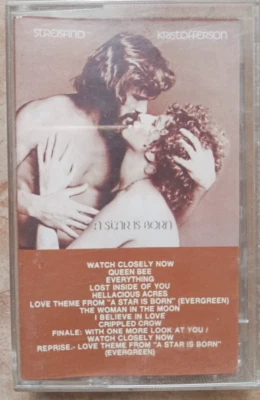 STREISAND KRISTOFFERSON
A STAR IS BORN
WATCH CLOSELY NOW
QUEEN BEE
EVERYTHING
LOST INSIDE OF YOU
HELLACIOUS ACRES
LOVE THEME FROM "A STAR IS BORN" (EVERGREEN)
THE WOMAN IN THE MOON
I BELIEVE IN LOVE
CRIPPLED CROW
FINALE: WITH ONE MORE LOOK AT YOU /
WATCH CLOSELY NOW
REPRISE.- LOVE THEME FROM "A STAR IS BORN"
(EVERGREEN)